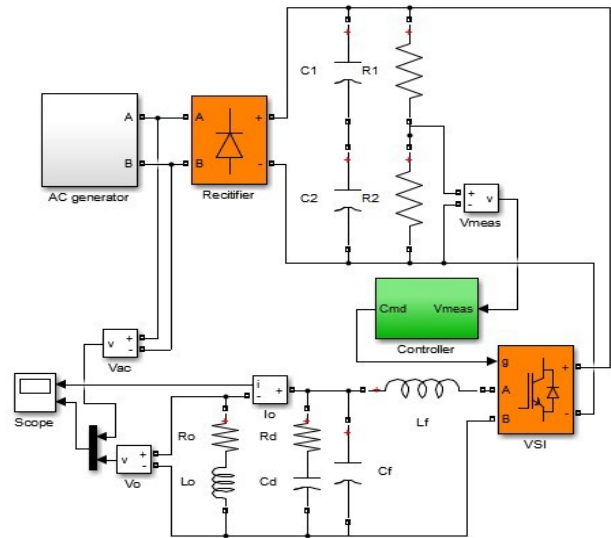 C1
R1
A
A
+
B
B
-
AC generator
Recitifier
C2
R2
+
-
v
Vmeas
Cmd
Vmeas
Controller
v
+
-
Vac
g
+
A
B
-
VSI
Scope
i
+
-
Io
Lf
Ro
Rd
Lo
Cd
Cf
v
+
-
Vo